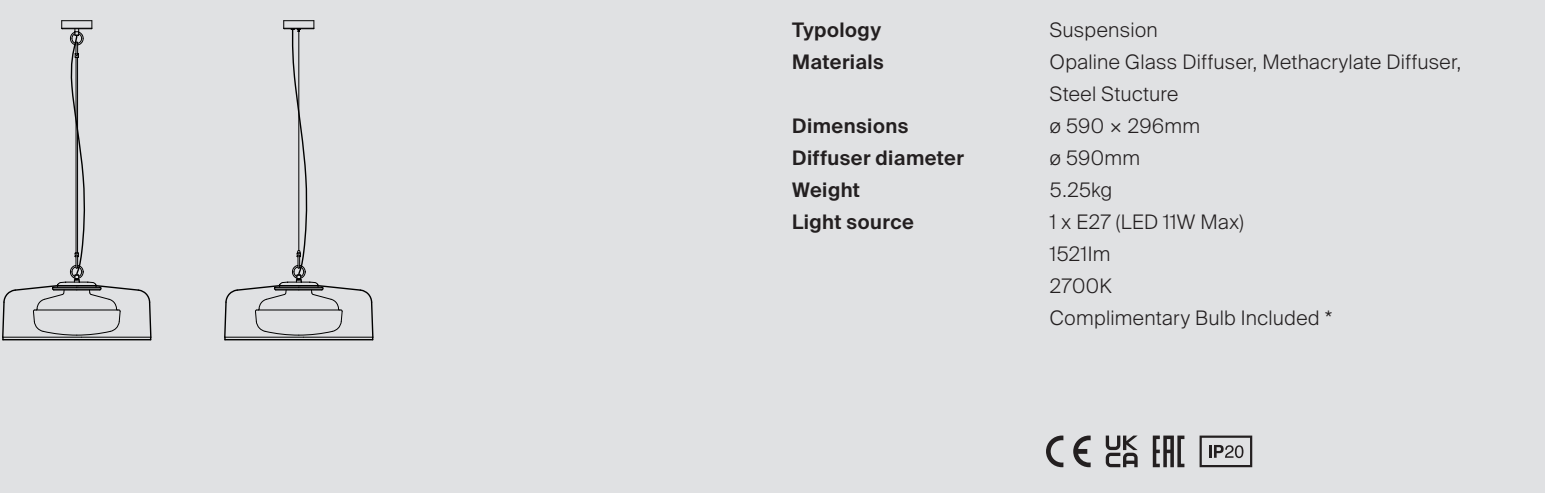 Typology Suspension
Materials Opaline Glass Diffuser, Methacrylate Diffuser,
Steel Stucture
Dimensions ø 590 × 296mm
Diffuser diameter ø 590mm
Weight 5.25kg
Light source 1 x E27 (LED 11W Max)
1521lm
2700K
Complimentary Bulb Included *
CE UK CA EAC IP20